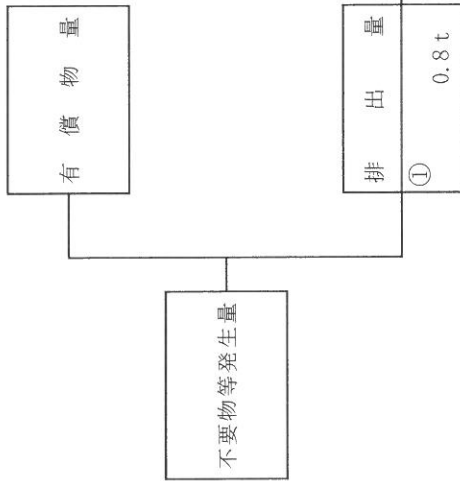 有償物量
不要物等発生量
排出量
①
0.8t